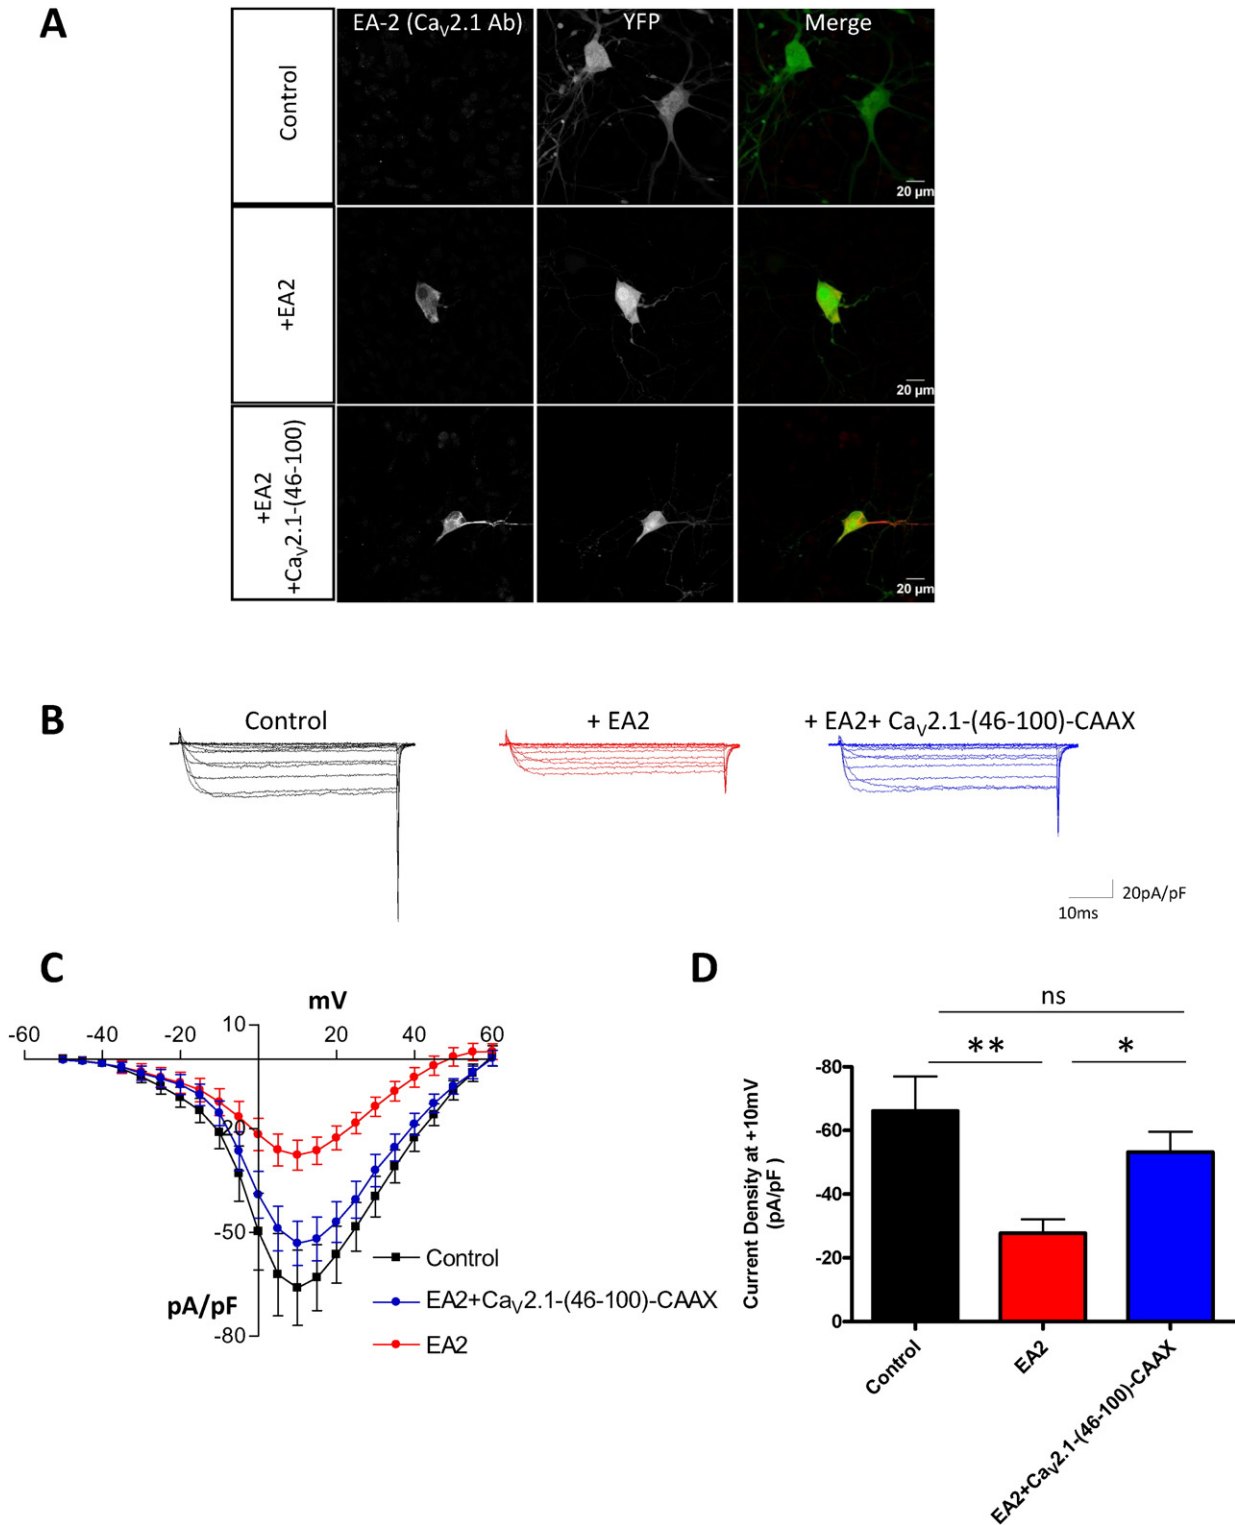 A
EA-2 (CaV2.1 Ab)
YFP
Merge
Control
20 µm
+EA2
20 µm
+EA2
+CaV2.1-(46-100)
20 µm
B
Control
+ EA2
+ EA2+ CaV2.1-(46-100)-CAAX
20pA/pF
10ms
C
mV
-60 -40 -20 10 20 40 60
-20
-50
-80
pA/pF
Control
EA2+CaV2.1-(46-100)-CAAX
EA2
D
ns
** *
-80
-60
-40
-20
0
Current Density at +10mV
(pA/pF )
Control
EA2
EA2+CaV2.1-(46-100)-CAAX